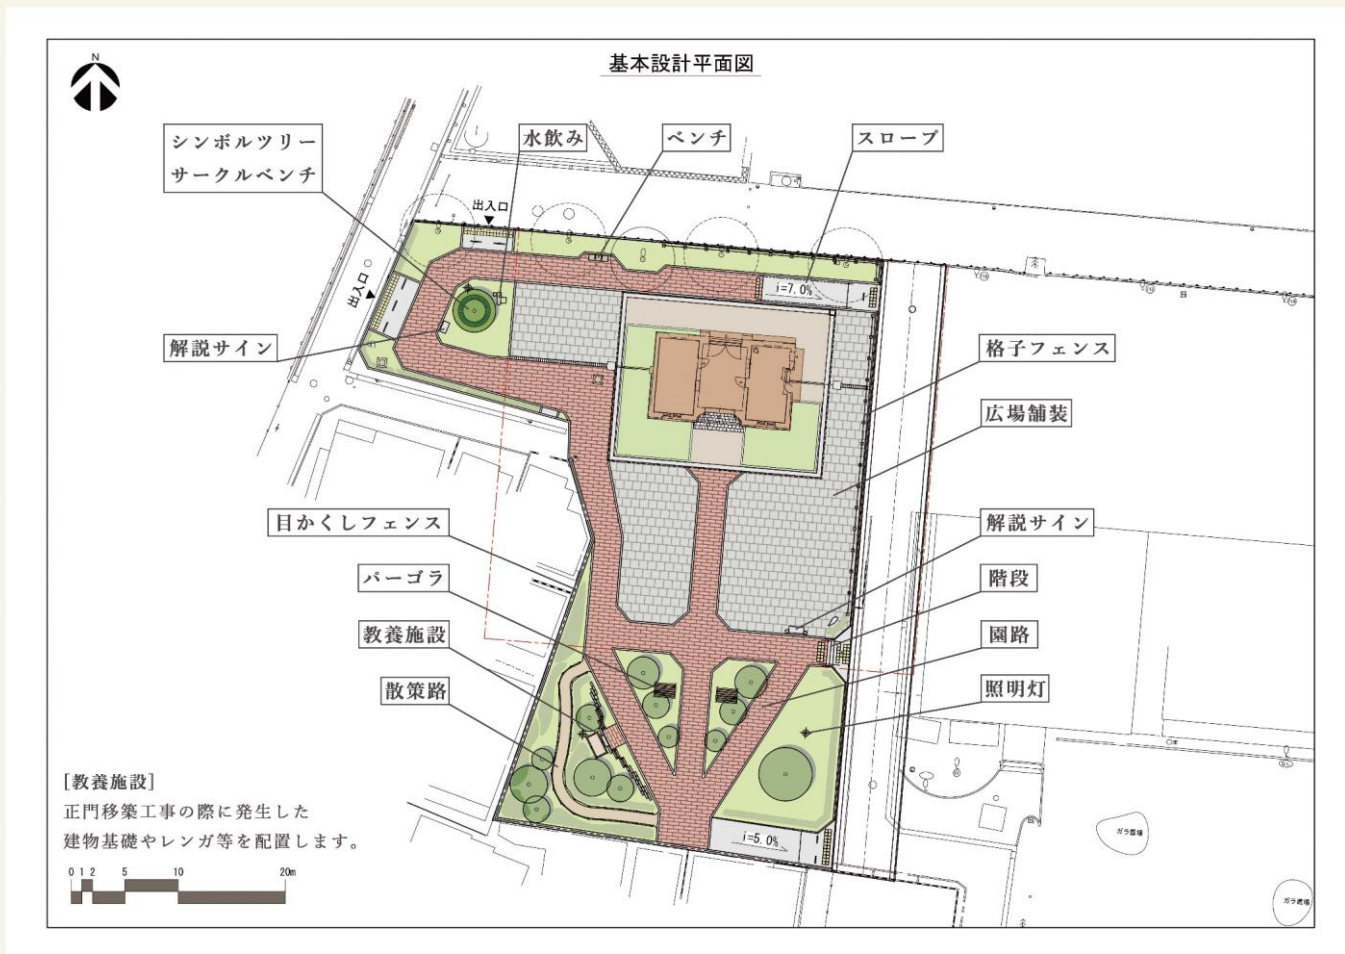 基本設計平面図
N
シンボルツリー
サークルベンチ
水飲み
ベンチ
スロープ
出入口
出入口
i=7.0%
解説サイン
格子フェンス
広場舗装
目かくしフェンス
解説サイン
パーゴラ
階段
教養施設
園路
散策路
照明灯
[教養施設]
正門移築工事の際に発生した
建物基礎やレンガ等を配置します。
i=5.0%
0 1 2 5 10 20m